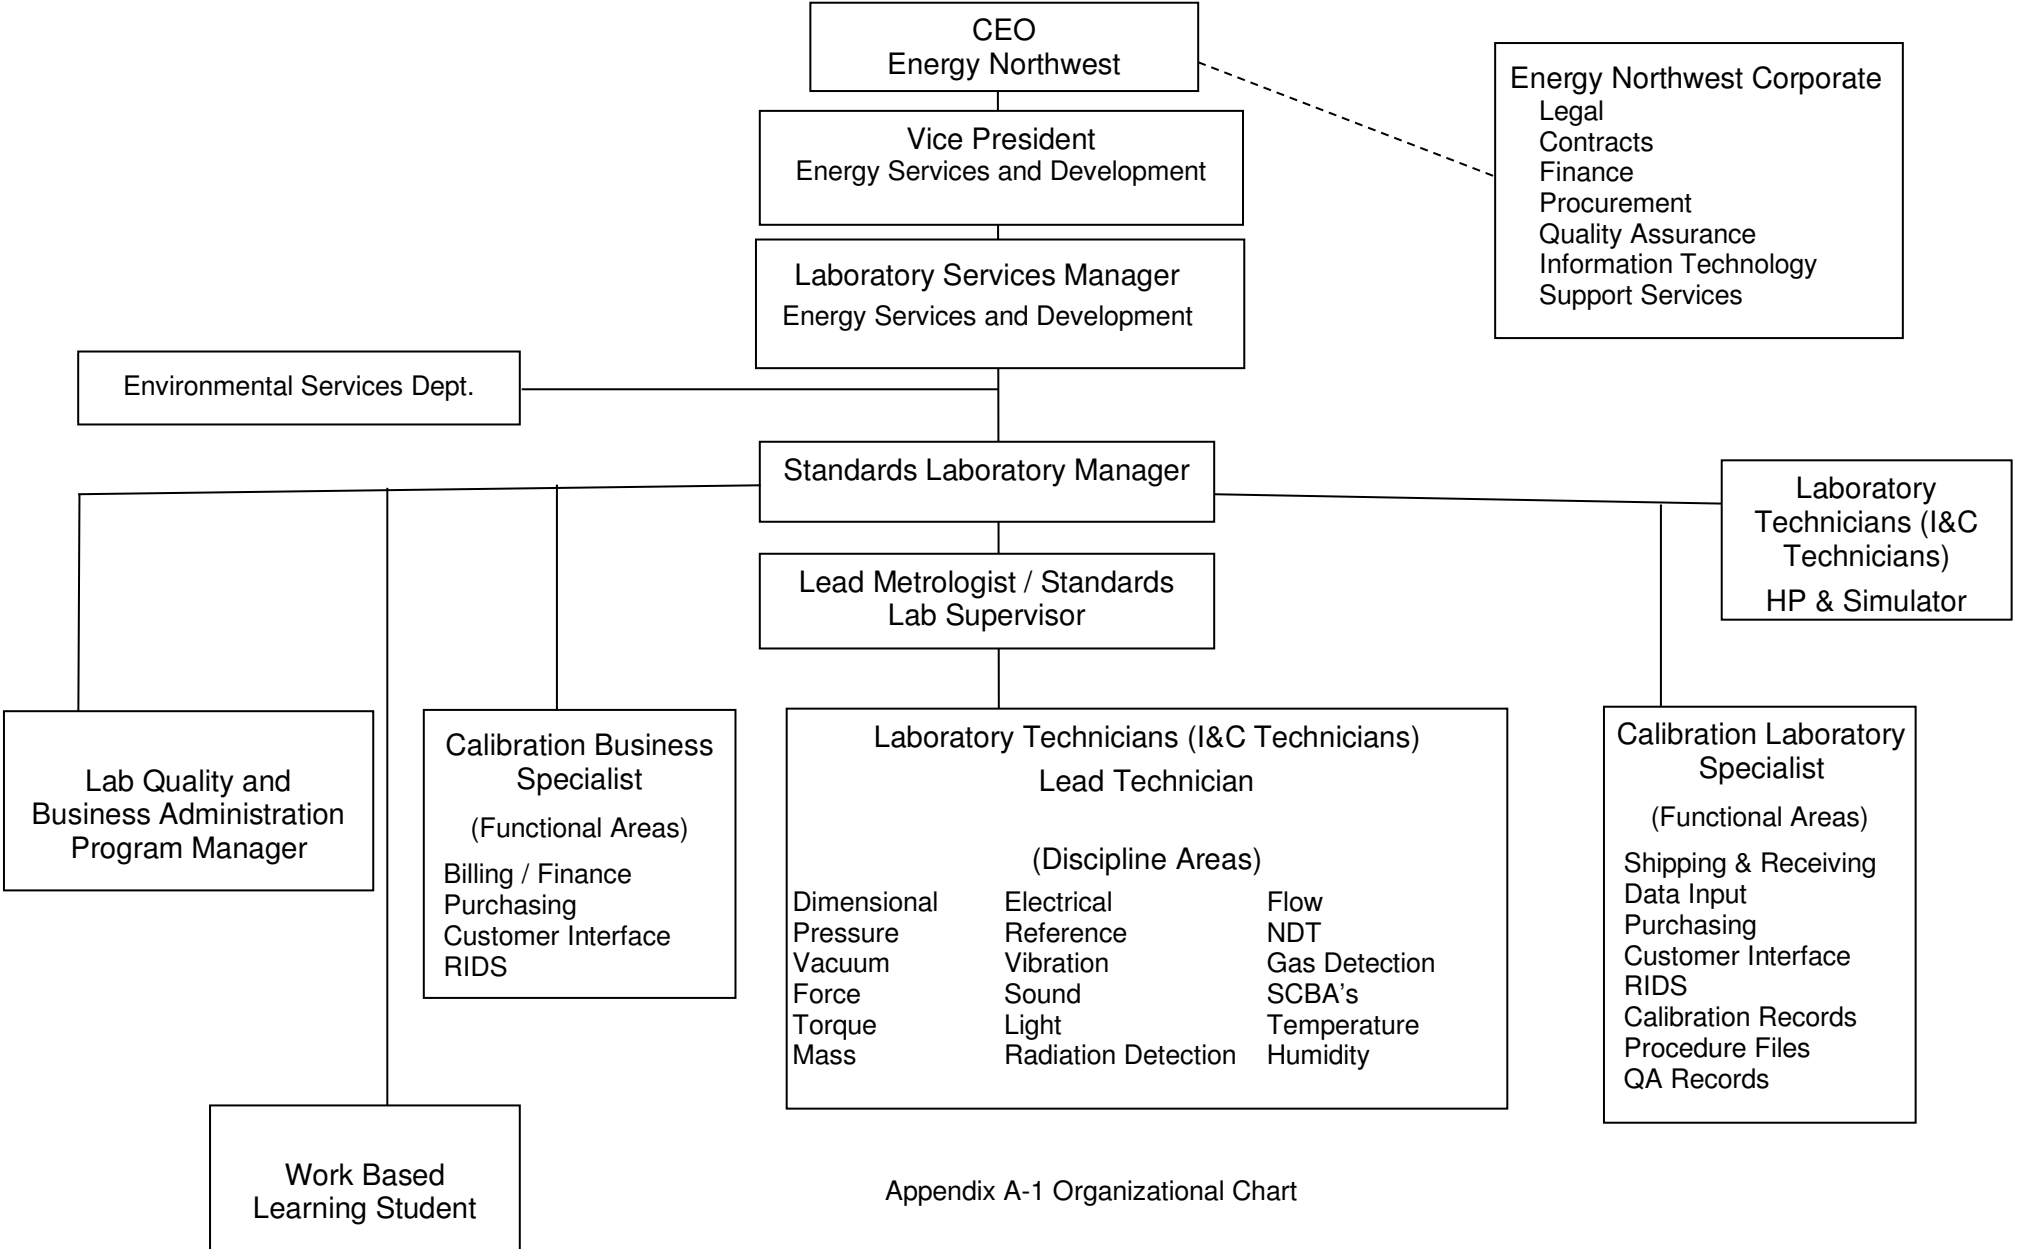 CEO
Energy Northwest
Energy Northwest Corporate
Legal
Contracts
Finance
Procurement
Quality Assurance
Information Technology
Support Services
Vice President
Energy Services and Development
Laboratory Services Manager
Energy Services and Development
Environmental Services Dept.
Standards Laboratory Manager
Laboratory
Technicians (I&C
Technicians)
HP & Simulator
Lead Metrologist / Standards
Lab Supervisor
Lab Quality and
Business Administration
Program Manager
Calibration Business
Specialist
(Functional Areas)
Billing / Finance
Purchasing
Customer Interface
RIDS
Laboratory Technicians (I&C Technicians)
Lead Technician
(Discipline Areas)
Dimensional Electrical Flow
Pressure Reference NDT
Vacuum Vibration Gas Detection
Force Sound SCBA's
Torque Light Temperature
Mass Radiation Detection Humidity
Calibration Laboratory
Specialist
(Functional Areas)
Shipping & Receiving
Data Input
Purchasing
Customer Interface
RIDS
Calibration Records
Procedure Files
QA Records
Work Based
Learning Student
Appendix A-1 Organizational Chart